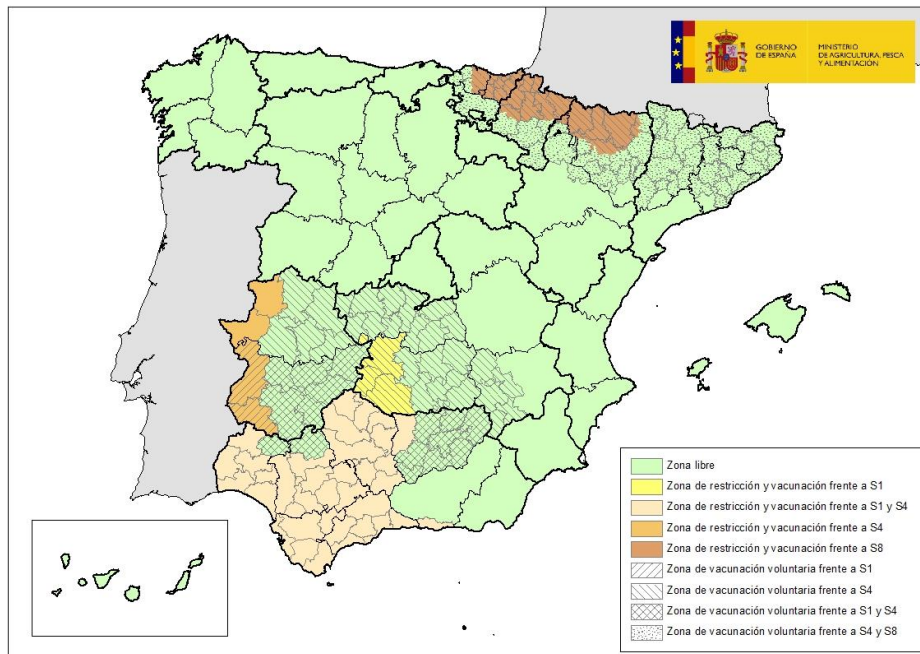 GOBIERNO
DE ESPAÑA
MINISTERIO
DE AGRICULTURA, PESCA
Y ALIMENTACIÓN
Zona libre
Zona de restricción y vacunación frente a S1
Zona de restricción y vacunación frente a S1 y S4
Zona de restricción y vacunación frente a S4
Zona de restricción y vacunación frente a S8
Zona de vacunación voluntaria frente a S1
Zona de vacunación voluntaria frente a S4
Zona de vacunación voluntaria frente a S1 y S4
Zona de vacunación voluntaria frente a S4 y S8